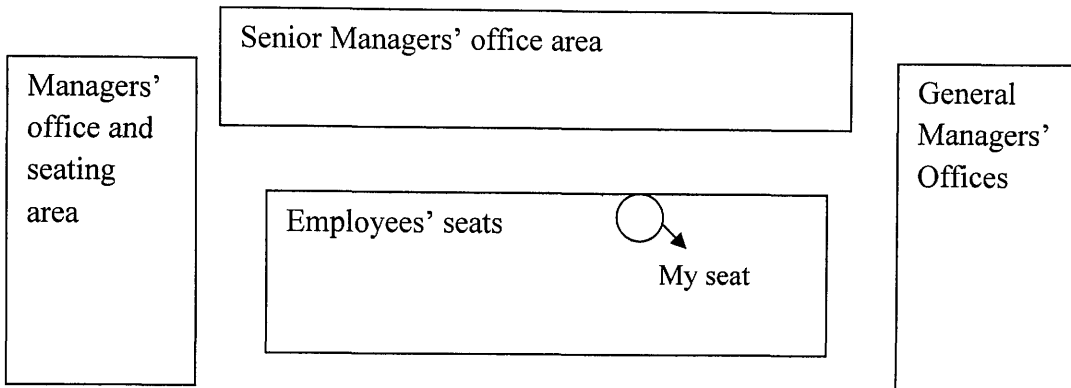 Senior Managers’ office area
Managers’
office and
seating
area
General
Managers’
Offices
Employees’ seats
My seat